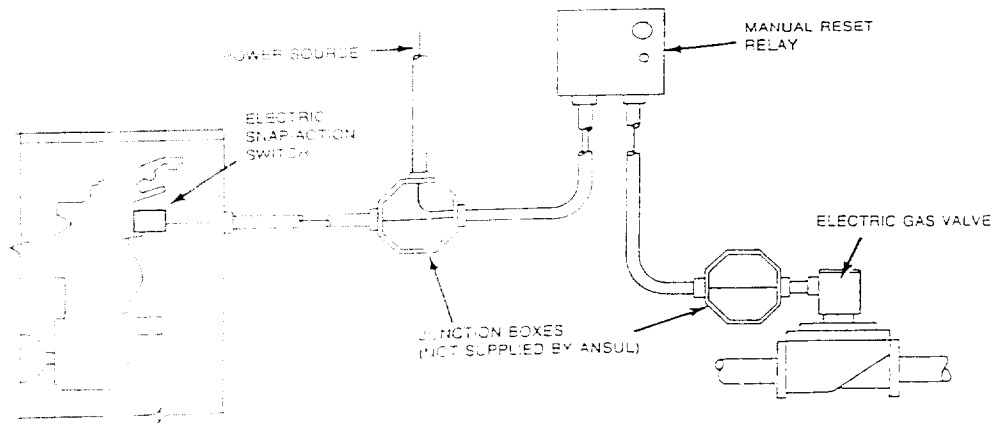 MANUAL RESET
RELAY
POWER SOURCE
ELECTRIC
SNAP-ACTION
SWITCH
ELECTRIC GAS VALVE
JUNCTION BOXES
(NOT SUPPLIED BY ANSUL)